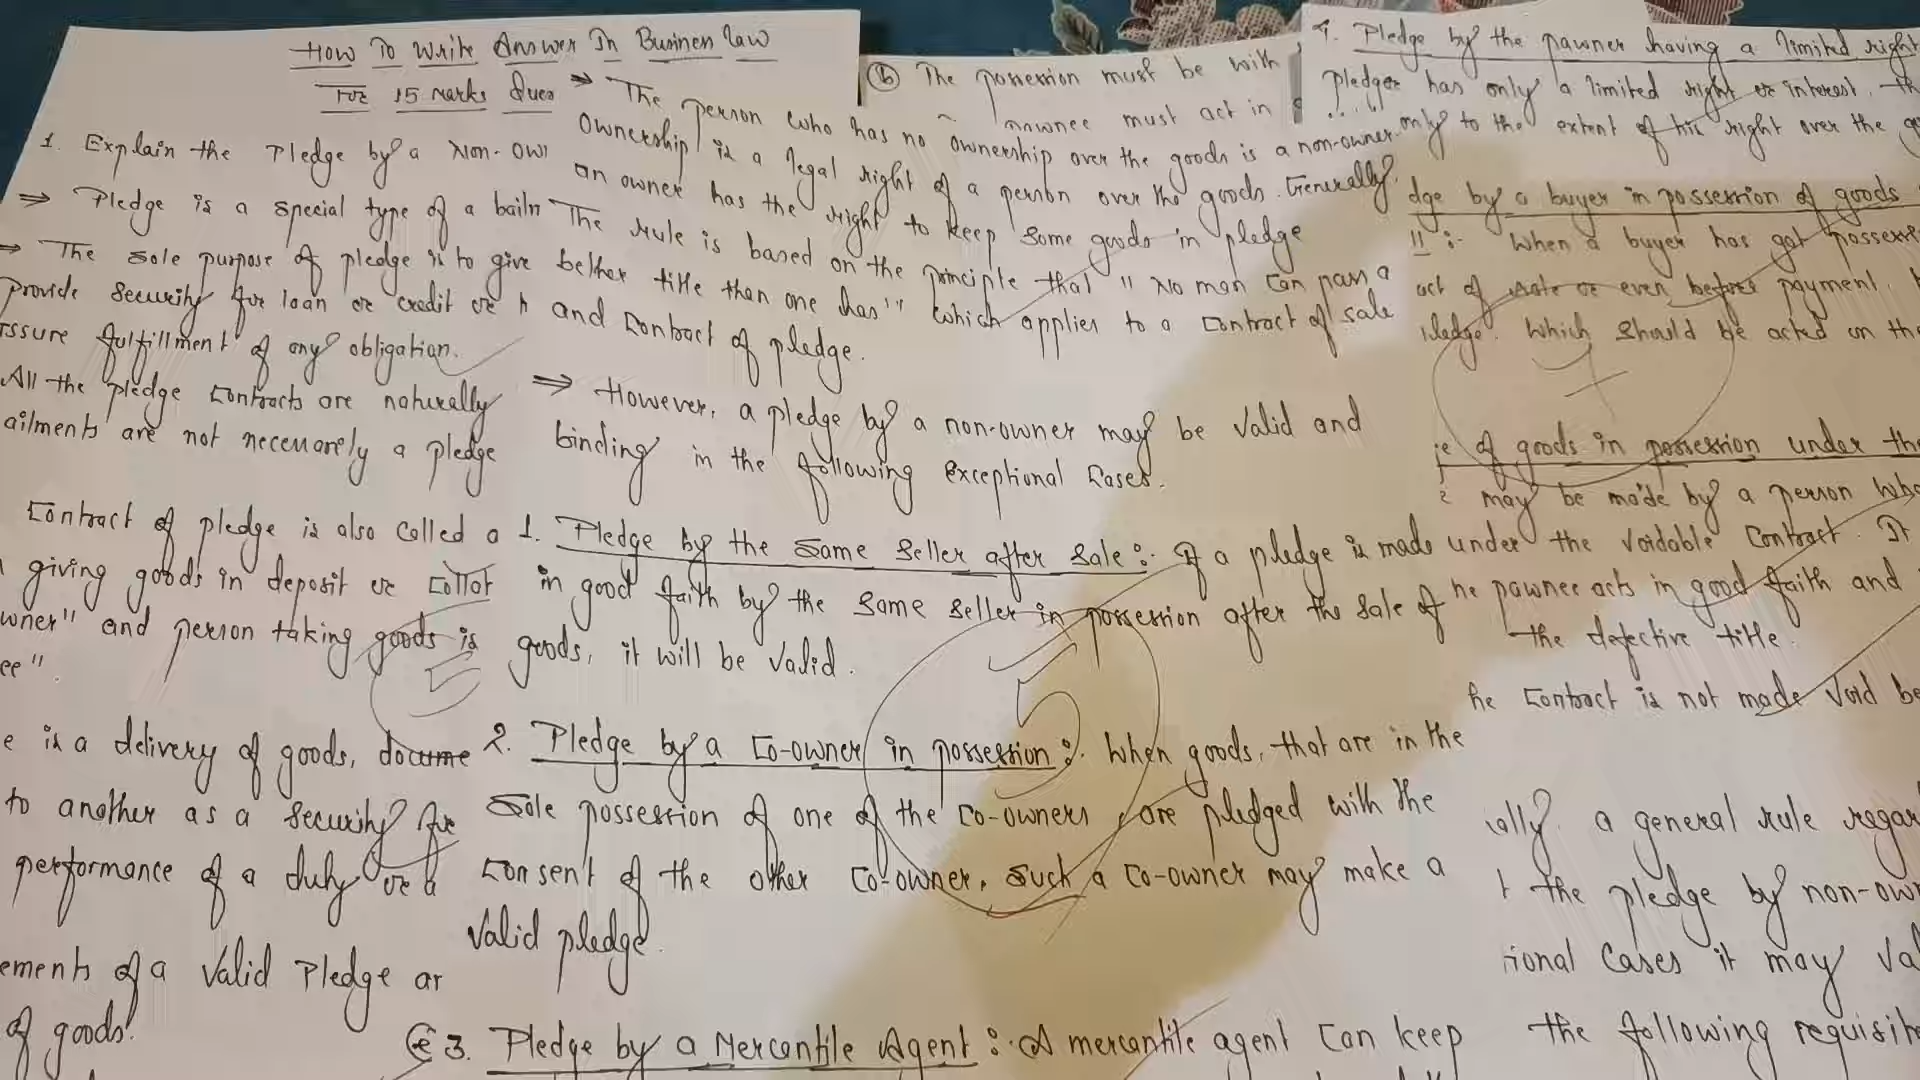 How To Write Answer In Business law
For 15 Marks Ques
1. Explain the Pledge by a Non-Own
⇒ Pledge is a special type of a bailm
⇒ The Sole purpose of pledge is to give
provide Security for loan or credit or
ssure fulfillment of any obligation.
All the pledge Contracts are naturally
ailments are not necessarely a pledge
Contract of pledge is also called a
giving goods in deposit or Collat
wner" and person taking goods is
ee".
e is a delivery of goods, docume
to another as a security for
performance of a duty or a
ements of a Valid Pledge ar
of goods.
⇒ The person who has no ownership over the goods is a non-owner.
Ownership is a legal right of a person over the goods. Generally
an owner has the right to keep some goods in pledge
The rule is based on the principle that "No man can pass a
better title than one has" which applies to a Contract of sale
and Contract of pledge.
⇒ However, a pledge by a non-owner may be Valid and
binding in the following exceptional Cases.
1. Pledge by the Same Seller after Sale :- If a pledge is made
in good faith by the Same Seller in possession after the Sale of
goods, it will be Valid.
5
5
2. Pledge by a Co-owner in possession :- When goods, that are in the
Sole possession of one of the Co-owners, are pledged with the
Consent of the other Co-owner, Such a Co-owner may make a
Valid pledge.
3. Pledge by a Mercantile Agent :- A mercantile agent Can keep
(b) The possession must be with
pawnee must act in
Pledge by the pawner having a limited right
pledger has only a limited right or interest, th
only to the extent of his right over the go
dge by a buyer in possession of goods
:- When a buyer has got possess
act of sale or even before payment.
pledge. Which Should be acted on the
e of goods in possession under the
may be made by a person who
under the Voidable Contract. It
he pawnee acts in good faith and
the defective title.
he Contract is not made Void be
ally a general rule regar
the pledge by non-own
ional Cases it may Va
the following requisit